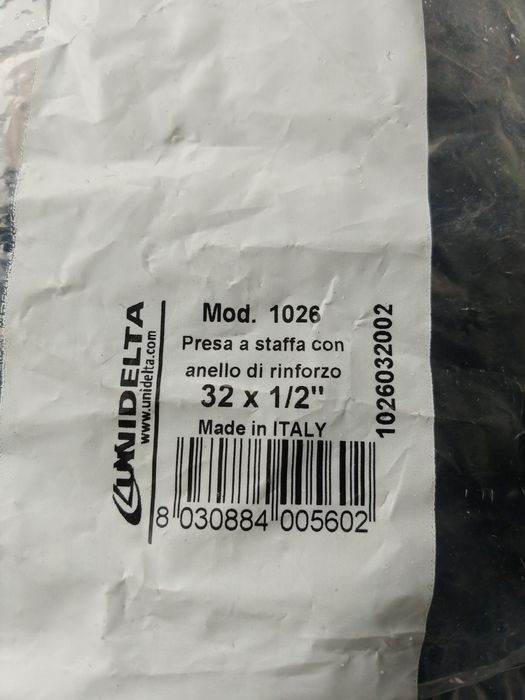 Mod. 1026
Presa a staffa con
anello di rinforzo
32 x 1/2"
Made in ITALY
8 030884 005602
UNIDELTA
www.unidelta.com
1026032002